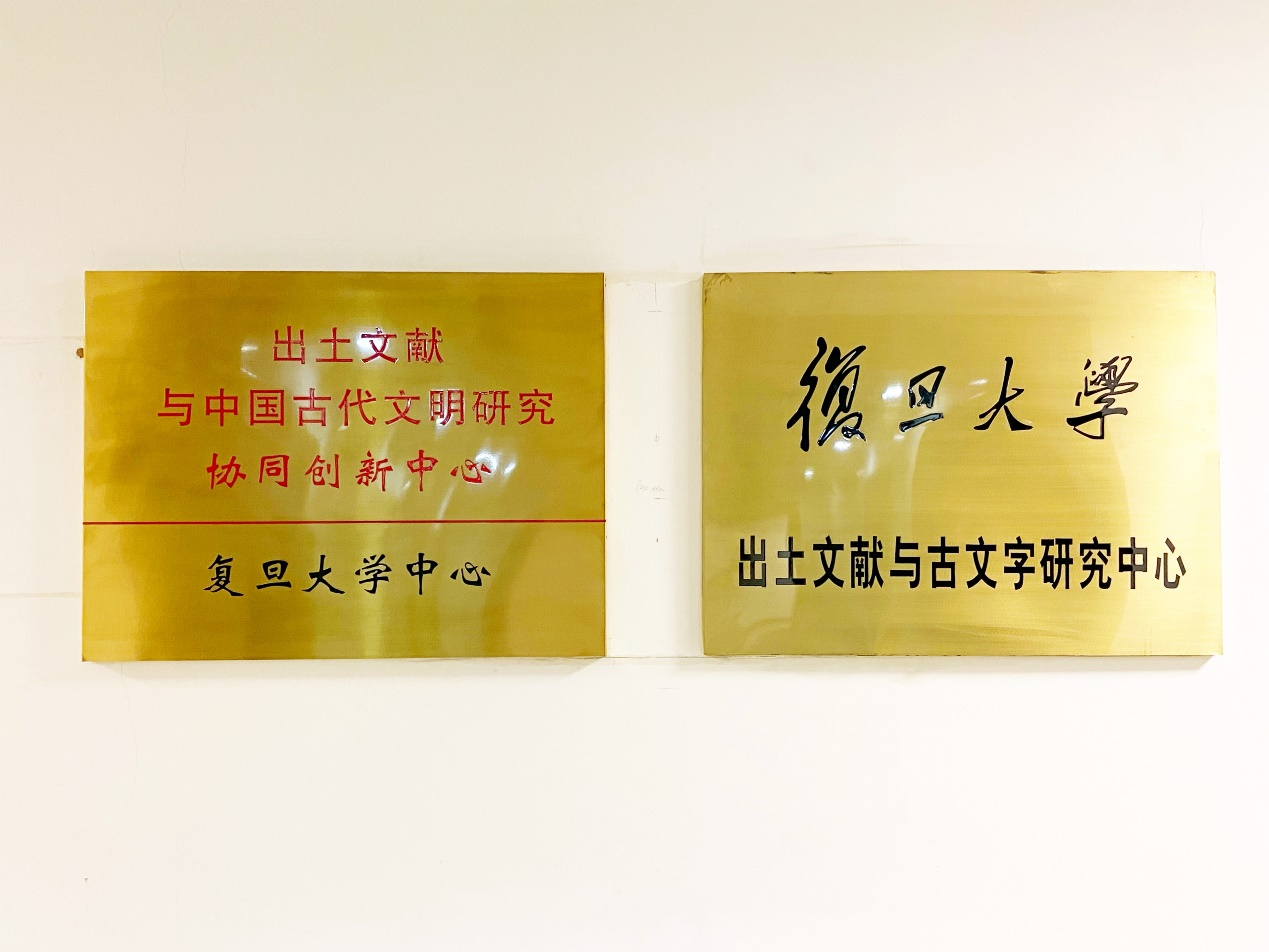 出土文献
与中国古代文明研究
协同创新中心
复旦大学中心
復旦大學
出土文献与古文字研究中心